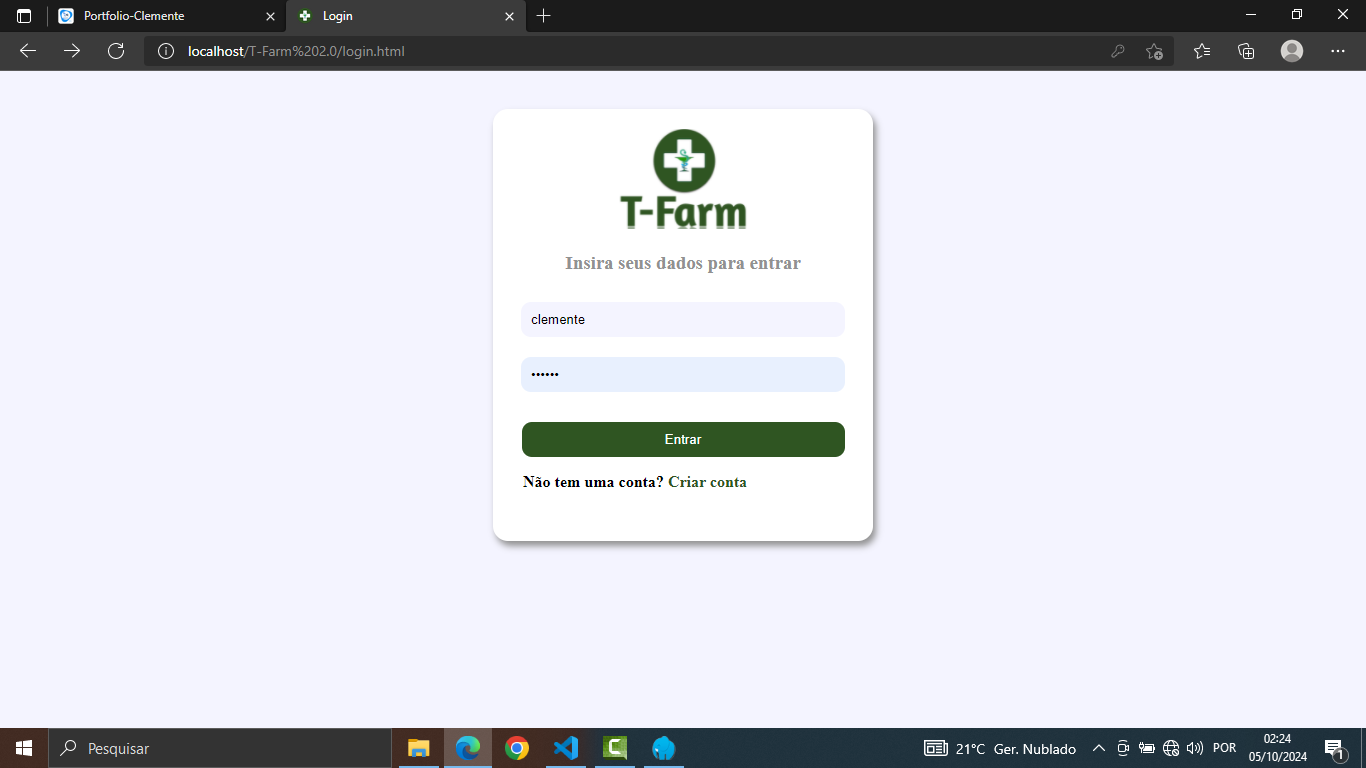 Portfolio-Clemente
Login
localhost/T-Farm%202.0/login.html
T-Farm
Insira seus dados para entrar
clemente
••••••
Entrar
Não tem uma conta? Criar conta
Pesquisar
21°C Ger. Nublado
POR
02:24
05/10/2024
1